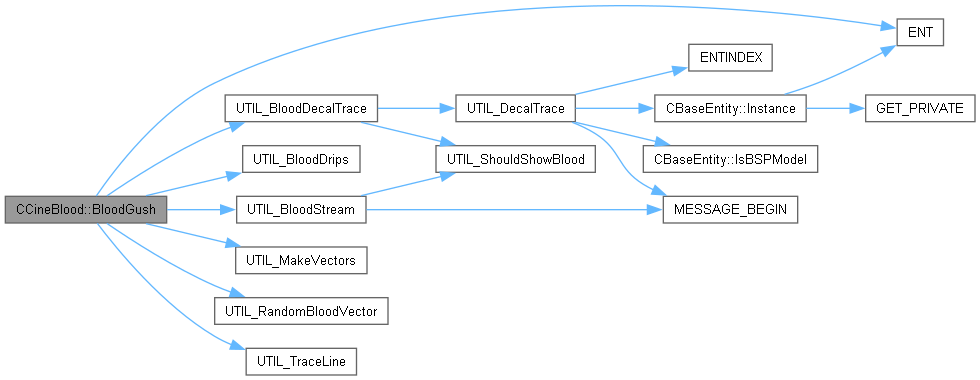 ENT
ENTINDEX
UTIL_BloodDecalTrace
UTIL_DecalTrace
CBaseEntity::Instance
GET_PRIVATE
UTIL_BloodDrips
UTIL_ShouldShowBlood
CBaseEntity::IsBSPModel
CCineBlood::BloodGush
UTIL_BloodStream
MESSAGE_BEGIN
UTIL_MakeVectors
UTIL_RandomBloodVector
UTIL_TraceLine